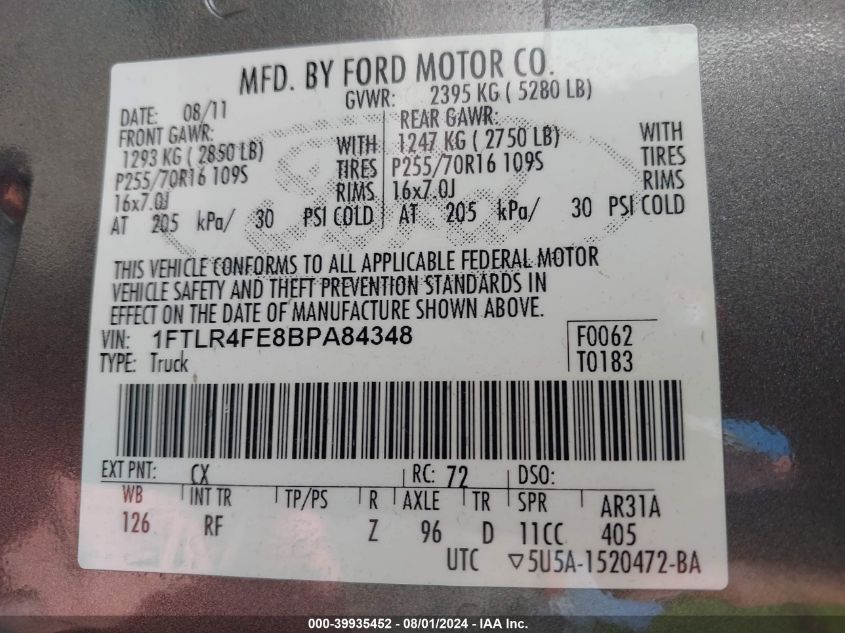 MFD. BY FORD MOTOR CO.
DATE: 08/11 GVWR: 2395 KG ( 5280 LB)
FRONT GAWR: REAR GAWR:
1293 KG ( 2850 LB) WITH 1247 KG ( 2750 LB) WITH
P255/70R16 109S TIRES P255/70R16 109S TIRES
16x7.0J RIMS 16x7.0J RIMS
AT 205 kPa/ 30 PSI COLD AT 205 kPa/ 30 PSI COLD
THIS VEHICLE CONFORMS TO ALL APPLICABLE FEDERAL MOTOR
VEHICLE SAFETY AND THEFT PREVENTION STANDARDS IN
EFFECT ON THE DATE OF MANUFACTURE SHOWN ABOVE.
VIN: 1FTLR4FE8BPA84348 F0062
TYPE: Truck T0183
EXT PNT: CX RC: 72 DSO:
WB INT TR TP/PS R AXLE TR SPR AR31A
126 RF Z 96 D 11CC 405
UTC ▽5U5A-1520472-BA
000-39935452 - 08/01/2024 - IAA Inc.